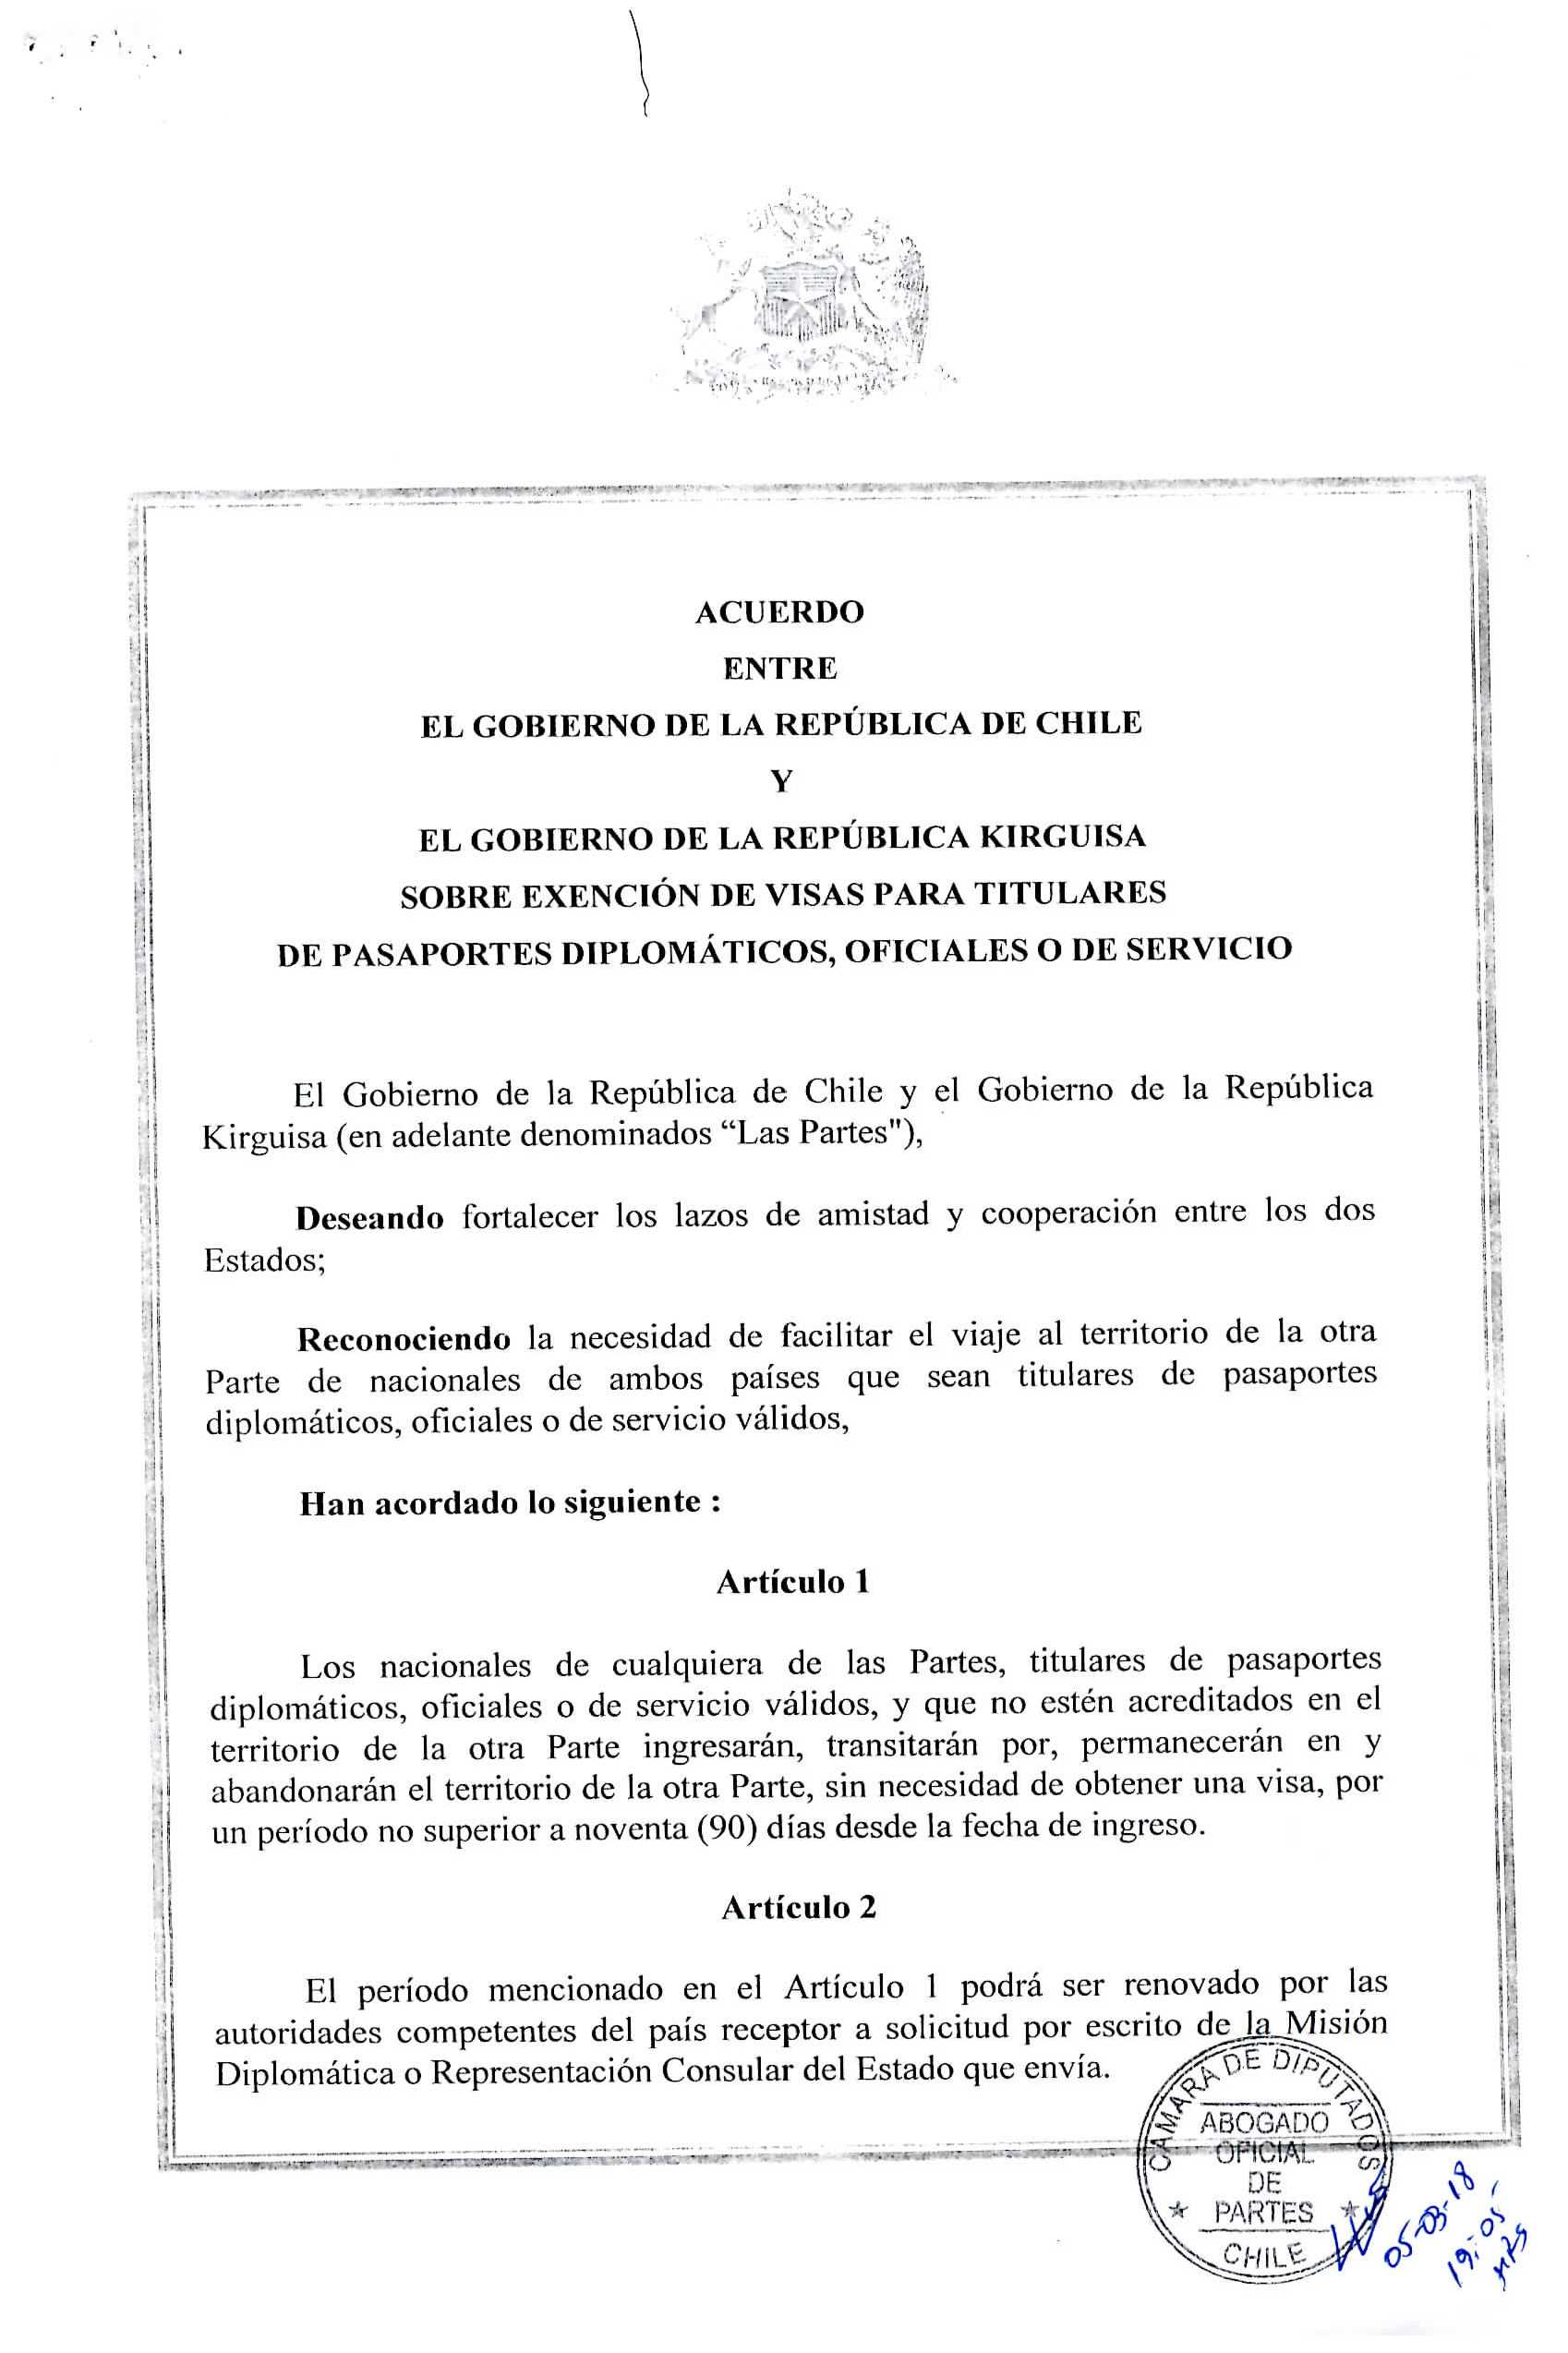 ACUERDO
ENTRE
EL GOBIERNO DE LA REPÚBLICA DE CHILE
Y
EL GOBIERNO DE LA REPÚBLICA KIRGUISA
SOBRE EXENCIÓN DE VISAS PARA TITULARES
DE PASAPORTES DIPLOMÁTICOS, OFICIALES O DE SERVICIO
El Gobierno de la República de Chile y el Gobierno de la República
Kirguisa (en adelante denominados “Las Partes"),
Deseando fortalecer los lazos de amistad y cooperación entre los dos
Estados;
Reconociendo la necesidad de facilitar el viaje al territorio de la otra
Parte de nacionales de ambos países que sean titulares de pasaportes
diplomáticos, oficiales o de servicio válidos,
Han acordado lo siguiente :
Artículo 1
Los nacionales de cualquiera de las Partes, titulares de pasaportes
diplomáticos, oficiales o de servicio válidos, y que no estén acreditados en el
territorio de la otra Parte ingresarán, transitarán por, permanecerán en y
abandonarán el territorio de la otra Parte, sin necesidad de obtener una visa, por
un período no superior a noventa (90) días desde la fecha de ingreso.
Artículo 2
El período mencionado en el Artículo 1 podrá ser renovado por las
autoridades competentes del país receptor a solicitud por escrito de la Misión
Diplomática o Representación Consular del Estado que envía.
CÁMARA DE DIPUTADOS
ABOGADO
OFICIAL
DE
PARTES
CHILE
05-03-18
19:05-